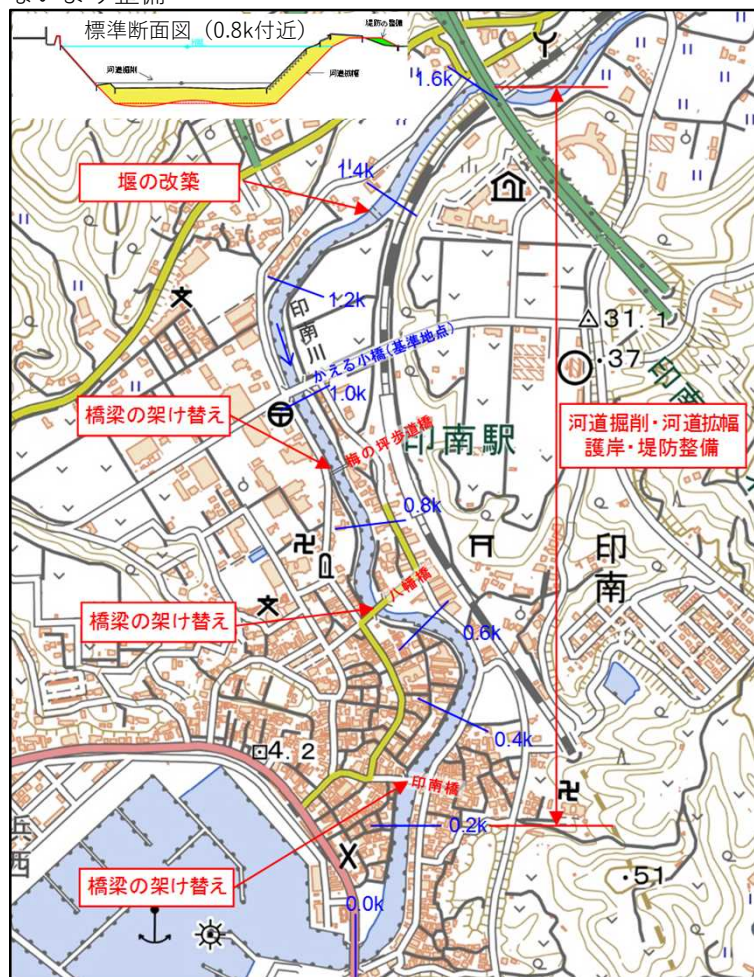 標準断面図（0.8k付近）
堤防の整備
河道掘削
河道拡幅
1.6k
堰の改築
1.4k
1.2k
印南川
31.1
かえる小橋(基準地点)
・37
1.0k
印南
橋梁の架け替え
梅の坪歩道橋
印南駅
河道掘削・河道拡幅
護岸・堤防整備
0.8k
印南
八幡橋
橋梁の架け替え
0.6k
0.4k
4.2
印南橋
浜西
0.2k
橋梁の架け替え
・51
0.0k